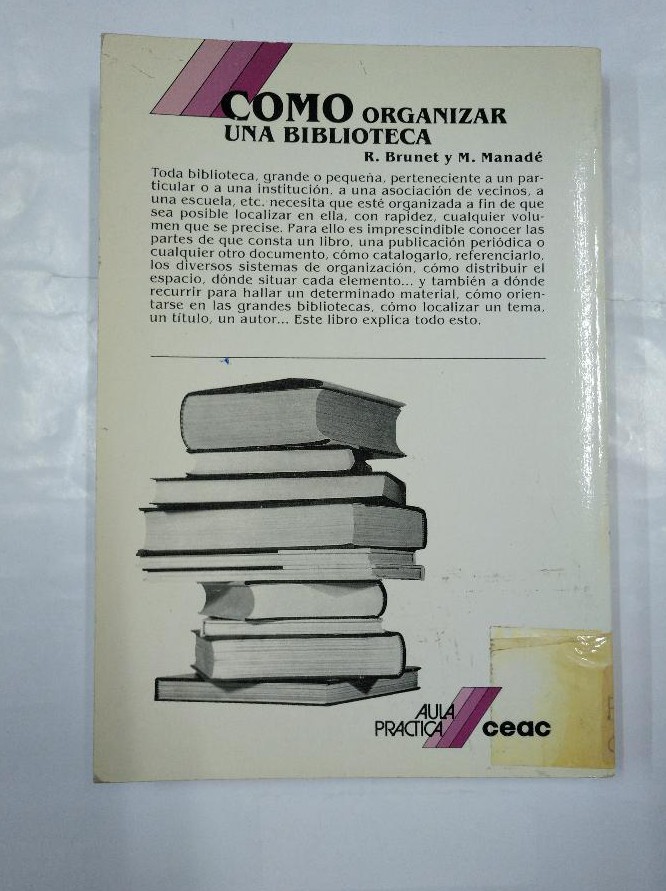 COMO ORGANIZAR
UNA BIBLIOTECA
R. Brunet y M. Manadé
Toda biblioteca, grande o pequeña, perteneciente a un par-
ticular o a una institución, a una asociación de vecinos, a
una escuela, etc. necesita que esté organizada a fin de que
sea posible localizar en ella, con rapidez, cualquier volu-
men que se precise. Para ello es imprescindible conocer las
partes de que consta un libro, una publicación periódica o
cualquier otro documento, cómo catalogarlo, referenciarlo,
los diversos sistemas de organización, cómo distribuir el
espacio, dónde situar cada elemento... y también a dónde
recurrir para hallar un determinado material, cómo orien-
tarse en las grandes bibliotecas, cómo localizar un tema,
un título, un autor... Este libro explica todo esto.
AULA
PRACTICA
ceac